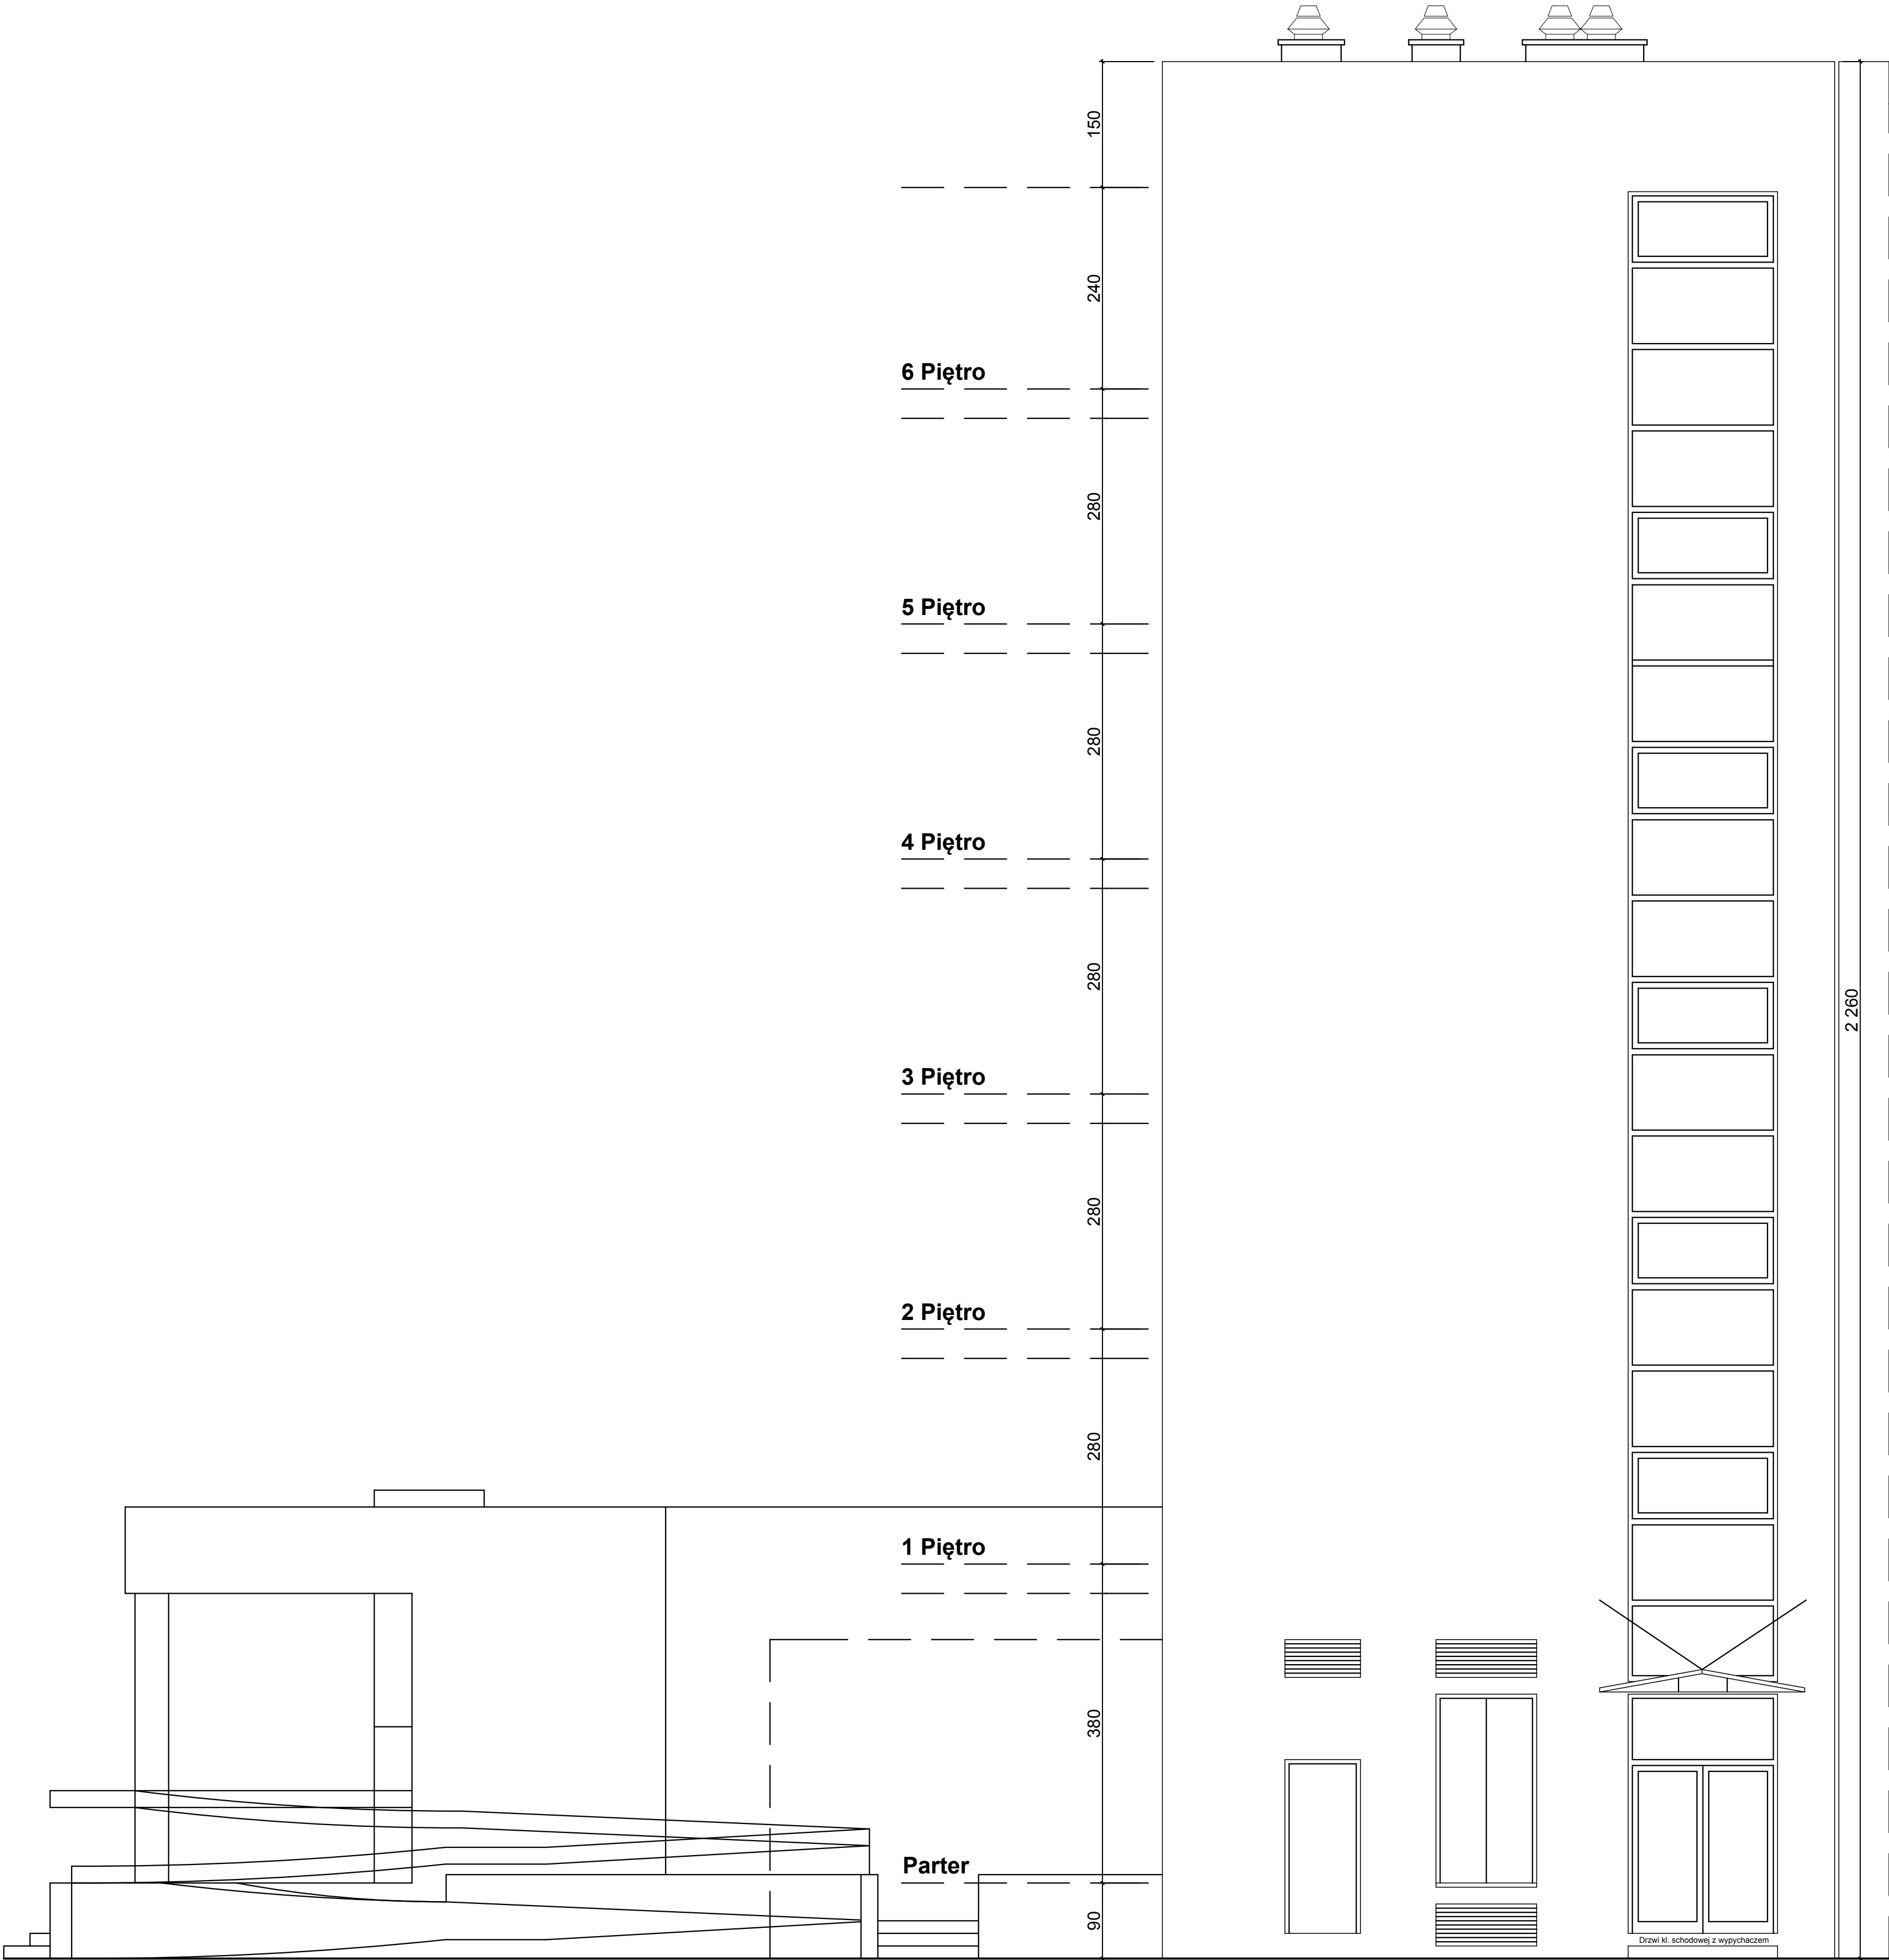 150
240
6 Piętro
280
5 Piętro
280
4 Piętro
280
2 260
3 Piętro
280
2 Piętro
280
1 Piętro
380
Parter
90
Drzwi kl. schodowej z wypychaczem